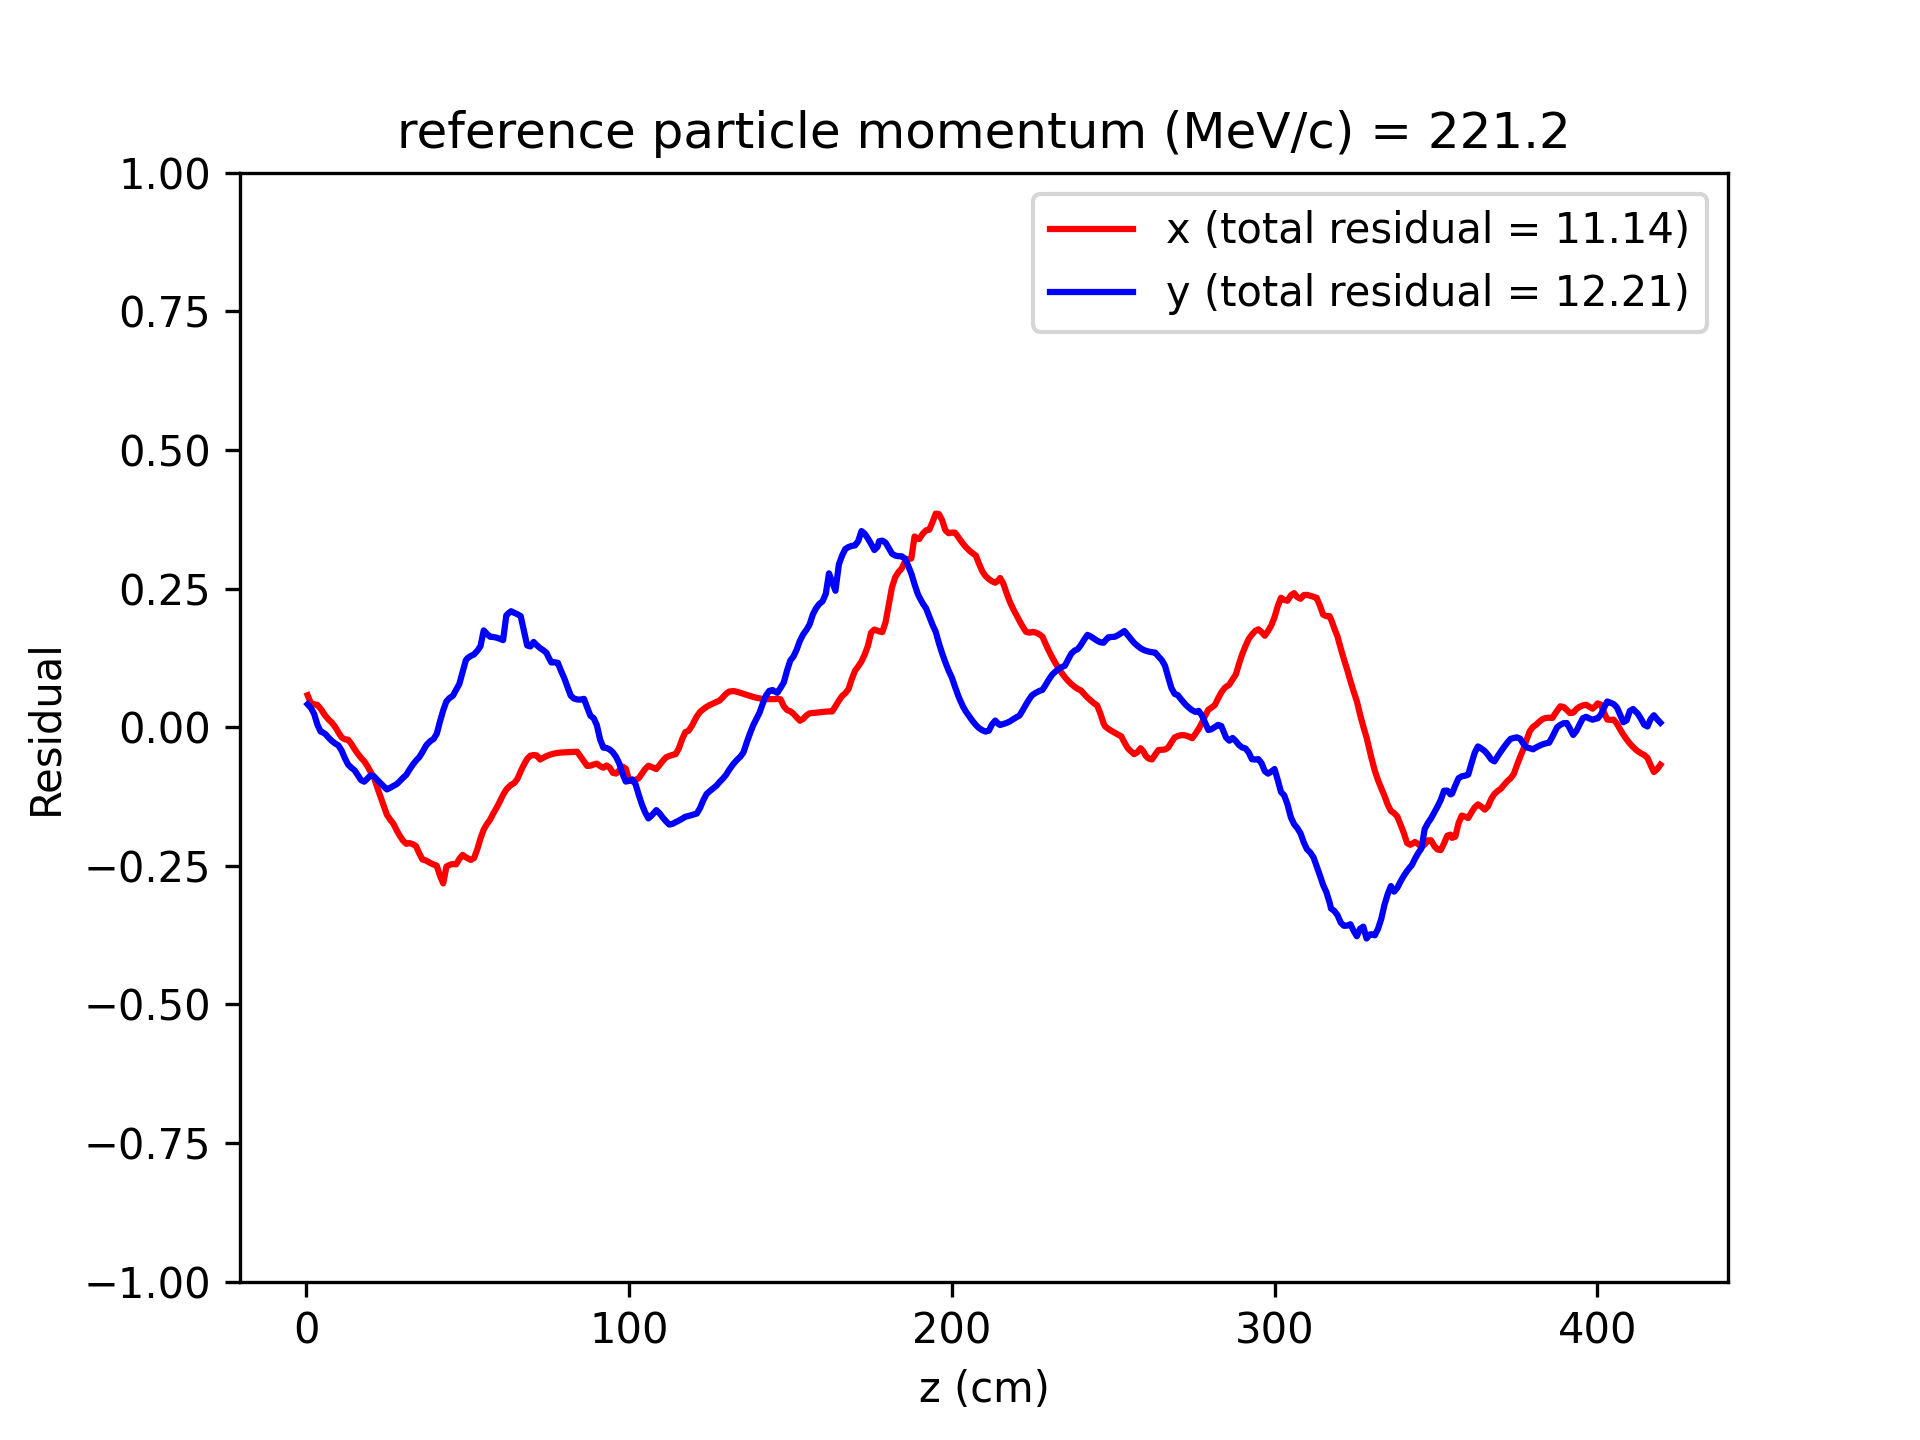 reference particle momentum (MeV/c) = 221.2
x (total residual = 11.14)
y (total residual = 12.21)
Residual
1.00
0.75
0.50
0.25
0.00
−0.25
−0.50
−0.75
−1.00
0
100
200
300
400
z (cm)